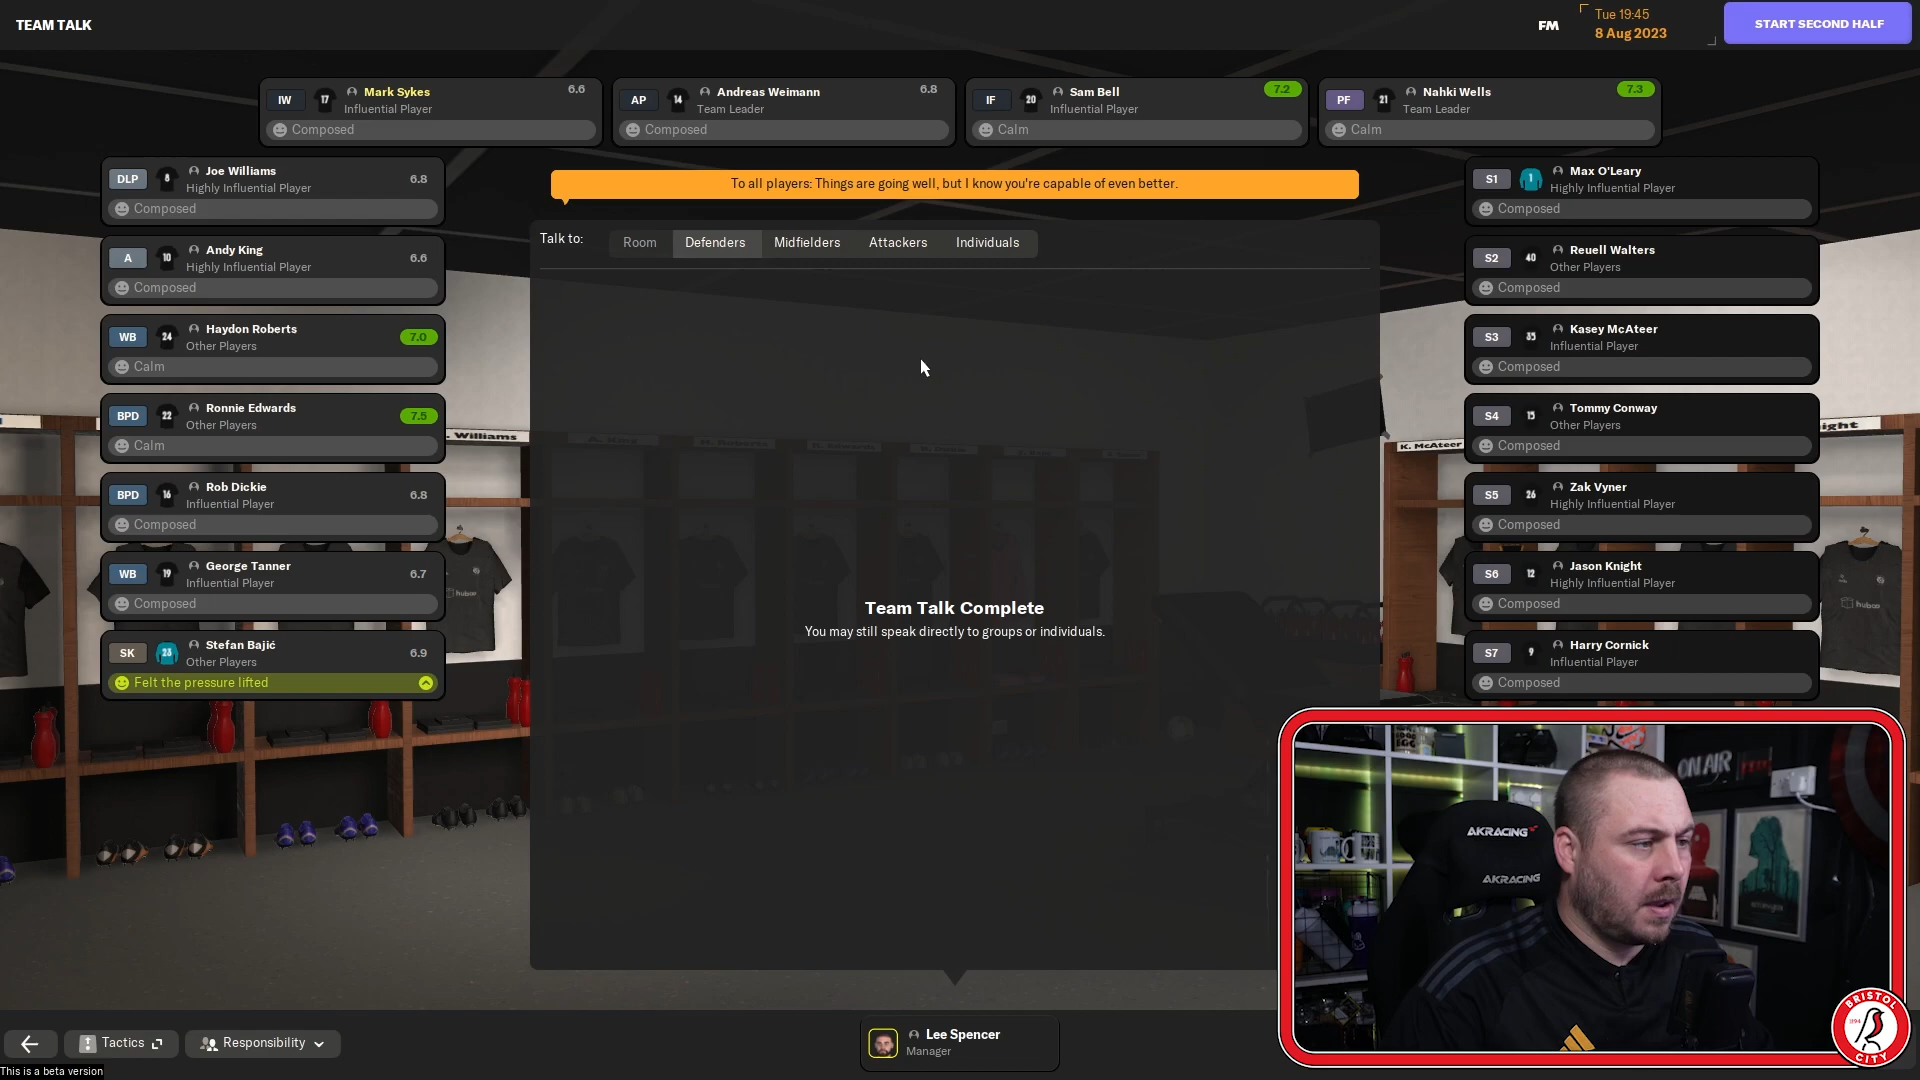 TEAM TALK
FM
Tue 19:45
8 Aug 2023
START SECOND HALF
IW
17
Mark Sykes
Influential Player
6.6
Composed
AP
14
Andreas Weimann
Team Leader
6.8
Composed
IF
20
Sam Bell
Influential Player
7.2
Calm
PF
21
Nahki Wells
Team Leader
7.3
Calm
DLP
8
Joe Williams
Highly Influential Player
6.8
Composed
A
10
Andy King
Highly Influential Player
6.6
Composed
WB
24
Haydon Roberts
Other Players
7.0
Calm
BPD
22
Ronnie Edwards
Other Players
7.5
Calm
BPD
16
Rob Dickie
Influential Player
6.8
Composed
WB
19
George Tanner
Influential Player
6.7
Composed
SK
23
Stefan Bajić
Other Players
6.9
Felt the pressure lifted
To all players: Things are going well, but I know you're capable of even better.
Talk to:
Room
Defenders
Midfielders
Attackers
Individuals
. Williams
K. McAteer
ight
huboo
huboo
Team Talk Complete
You may still speak directly to groups or individuals.
S1
1
Max O'Leary
Highly Influential Player
Composed
S2
40
Reuell Walters
Other Players
Composed
S3
35
Kasey McAteer
Influential Player
Composed
S4
15
Tommy Conway
Other Players
Composed
S5
26
Zak Vyner
Highly Influential Player
Composed
S6
12
Jason Knight
Highly Influential Player
Composed
S7
9
Harry Cornick
Influential Player
Composed
ON AIR
AKRACING
AKRACING
BRISTOL
CITY
Tactics
Responsibility
Lee Spencer
Manager
This is a beta version